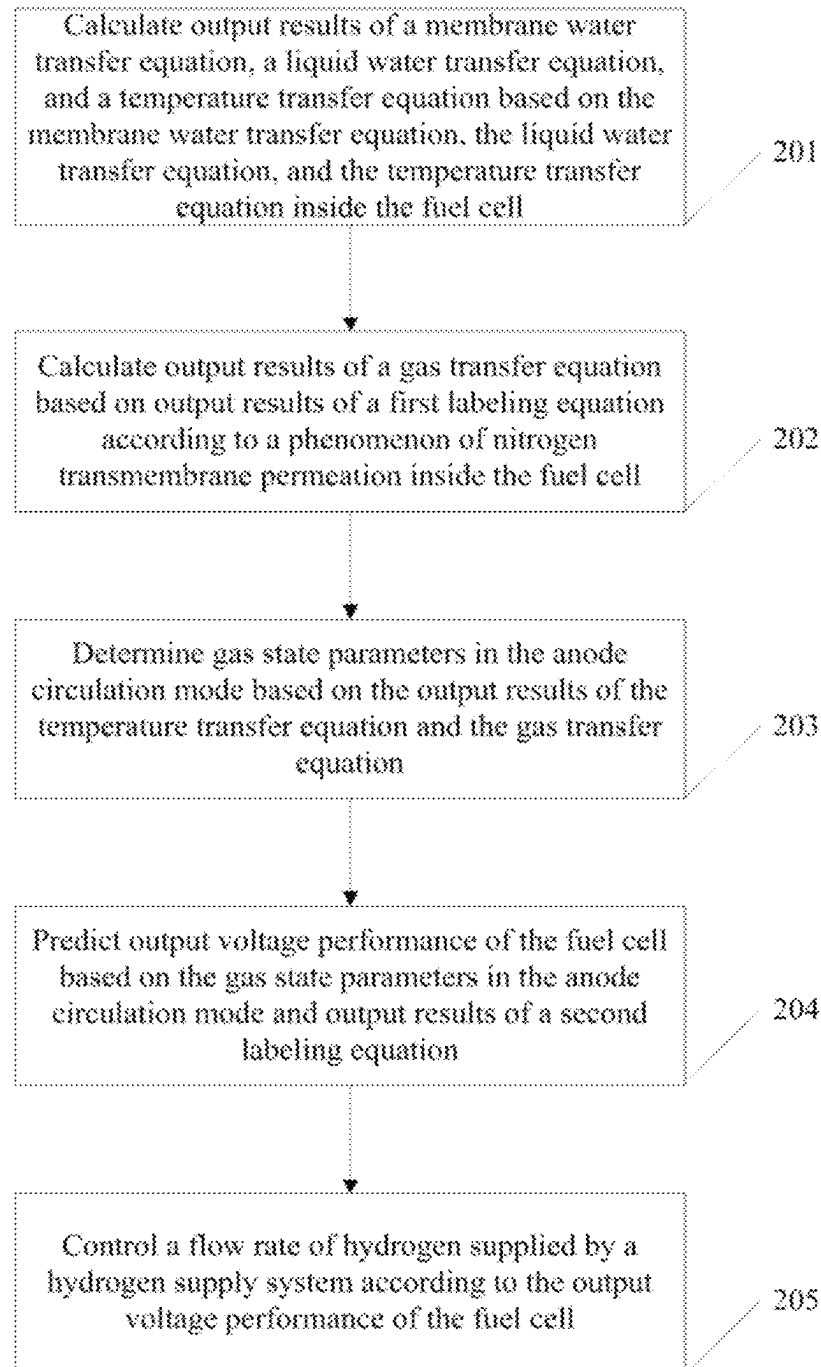 Calculate output results of a membrane water
transfer equation, a liquid water transfer equation,
and a temperature transfer equation based on the
membrane water transfer equation, the liquid water
transfer equation, and the temperature transfer
equation inside the fuel cell
201
Calculate output results of a gas transfer equation
based on output results of a first labeling equation
according to a phenomenon of nitrogen
transmembrane permeation inside the fuel cell
202
Determine gas state parameters in the anode
circulation mode based on the output results of the
temperature transfer equation and the gas transfer
equation
203
Predict output voltage performance of the fuel cell
based on the gas state parameters in the anode
circulation mode and output results of a second
labeling equation
204
Control a flow rate of hydrogen supplied by a
hydrogen supply system according to the output
voltage performance of the fuel cell
205